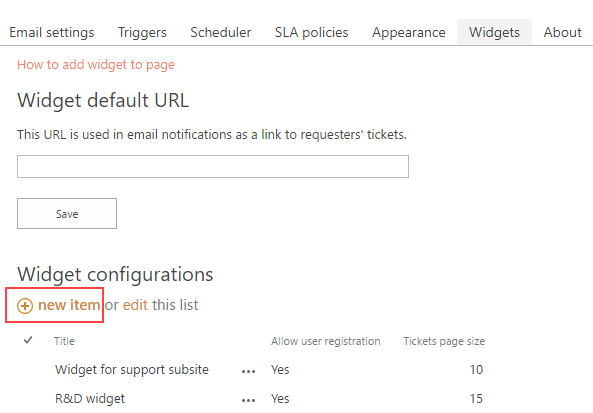 Email settings Triggers Scheduler SLA policies Appearance Widgets About
How to add widget to page
Widget default URL
This URL is used in email notifications as a link to requesters' tickets.
Save
Widget configurations
new item or edit this list
Title Allow user registration Tickets page size
Widget for support subsite ... Yes 10
R&D widget ... Yes 15